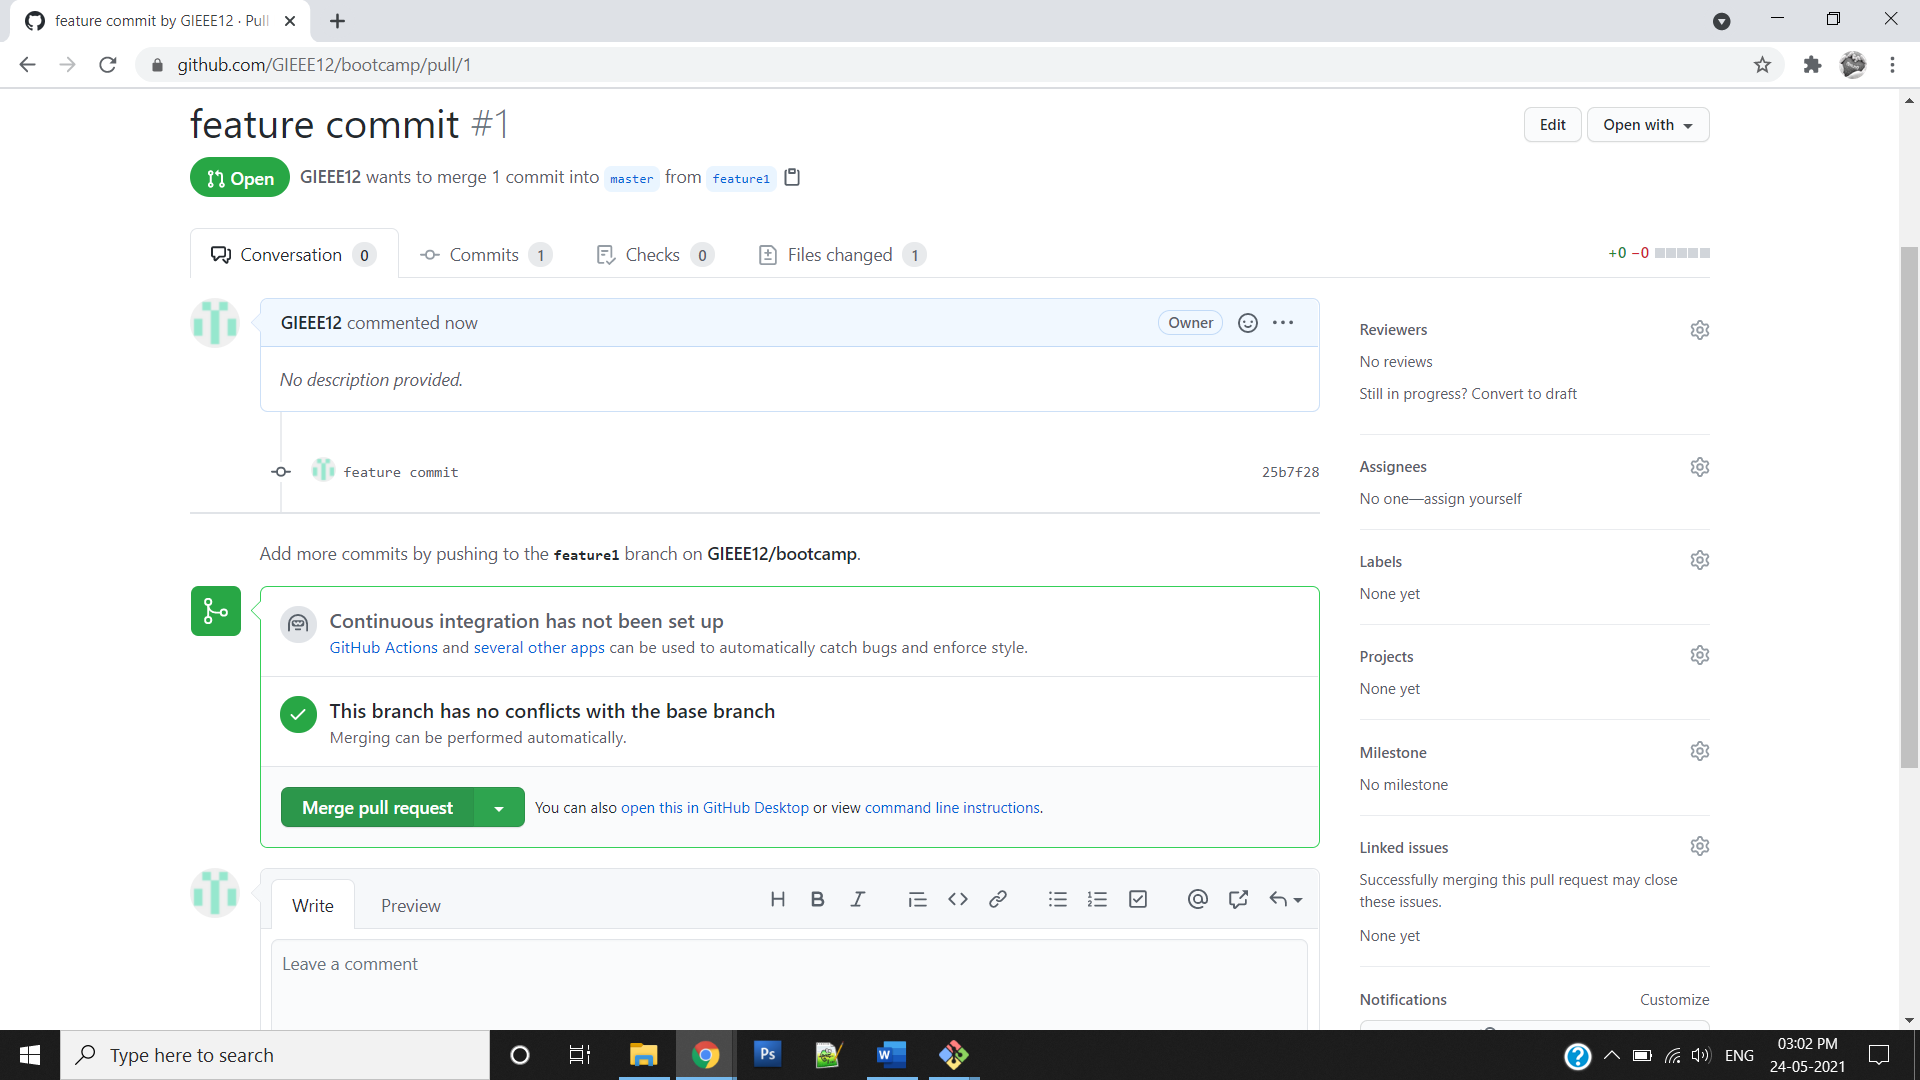 feature commit by GIEEE12 · Pull
github.com/GIEEE12/bootcamp/pull/1
feature commit #1
Edit
Open with
Open
GIEEE12 wants to merge 1 commit into master from feature1
Conversation 0
Commits 1
Checks 0
Files changed 1
+0 −0
GIEEE12 commented now
Owner
No description provided.
feature commit
25b7f28
Add more commits by pushing to the feature1 branch on GIEEE12/bootcamp.
Continuous integration has not been set up
GitHub Actions and several other apps can be used to automatically catch bugs and enforce style.
This branch has no conflicts with the base branch
Merging can be performed automatically.
Merge pull request
You can also open this in GitHub Desktop or view command line instructions.
Write
Preview
Leave a comment
Reviewers
No reviews
Still in progress? Convert to draft
Assignees
No one—assign yourself
Labels
None yet
Projects
None yet
Milestone
No milestone
Linked issues
Successfully merging this pull request may close
these issues.
None yet
Notifications
Customize
Type here to search
Ps
ENG
03:02 PM
24-05-2021